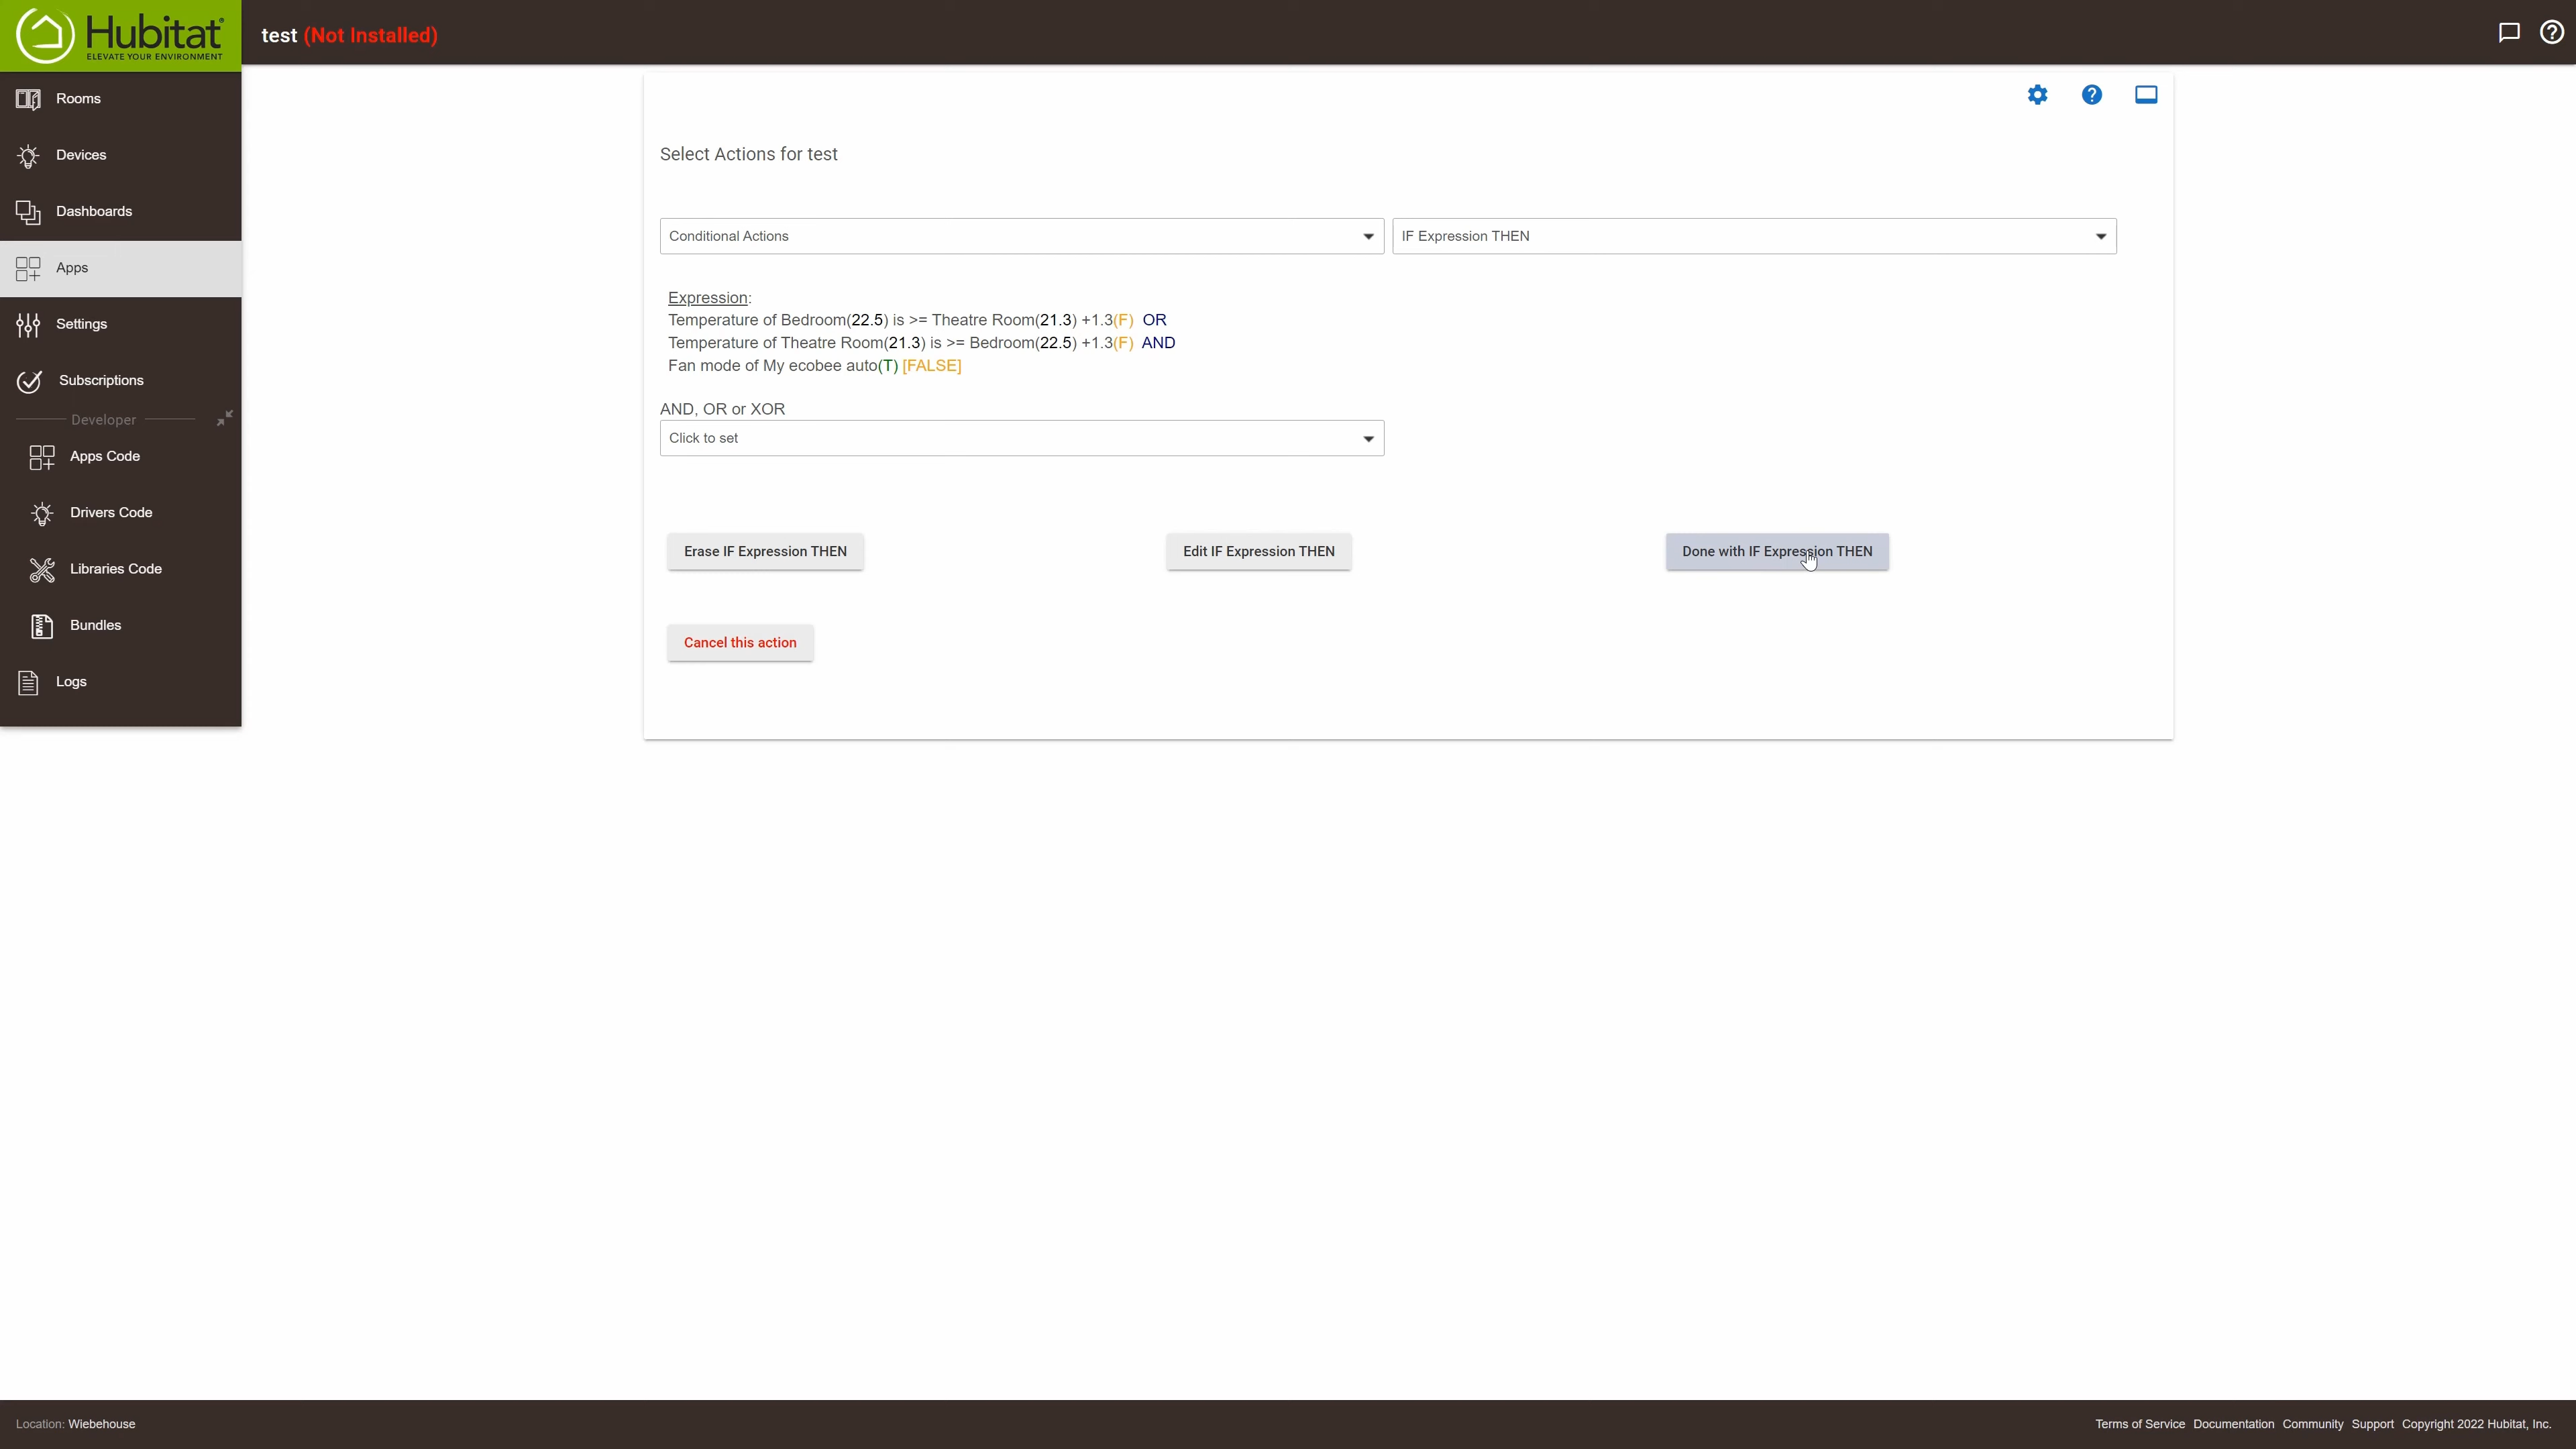 Hubitat
ELEVATE YOUR ENVIRONMENT
test (Not Installed)
Rooms
Devices
Dashboards
Apps
Settings
Subscriptions
Developer
Apps Code
Drivers Code
Libraries Code
Bundles
Logs
Select Actions for test
Conditional Actions
IF Expression THEN
Expression:
Temperature of Bedroom(22.5) is >= Theatre Room(21.3) +1.3(F) OR
Temperature of Theatre Room(21.3) is >= Bedroom(22.5) +1.3(F) AND
Fan mode of My ecobee auto(T) [FALSE]
AND, OR or XOR
Click to set
Erase IF Expression THEN
Edit IF Expression THEN
Done with IF Expression THEN
Cancel this action
Location: Wiebehouse
Terms of Service Documentation Community Support Copyright 2022 Hubitat, Inc.